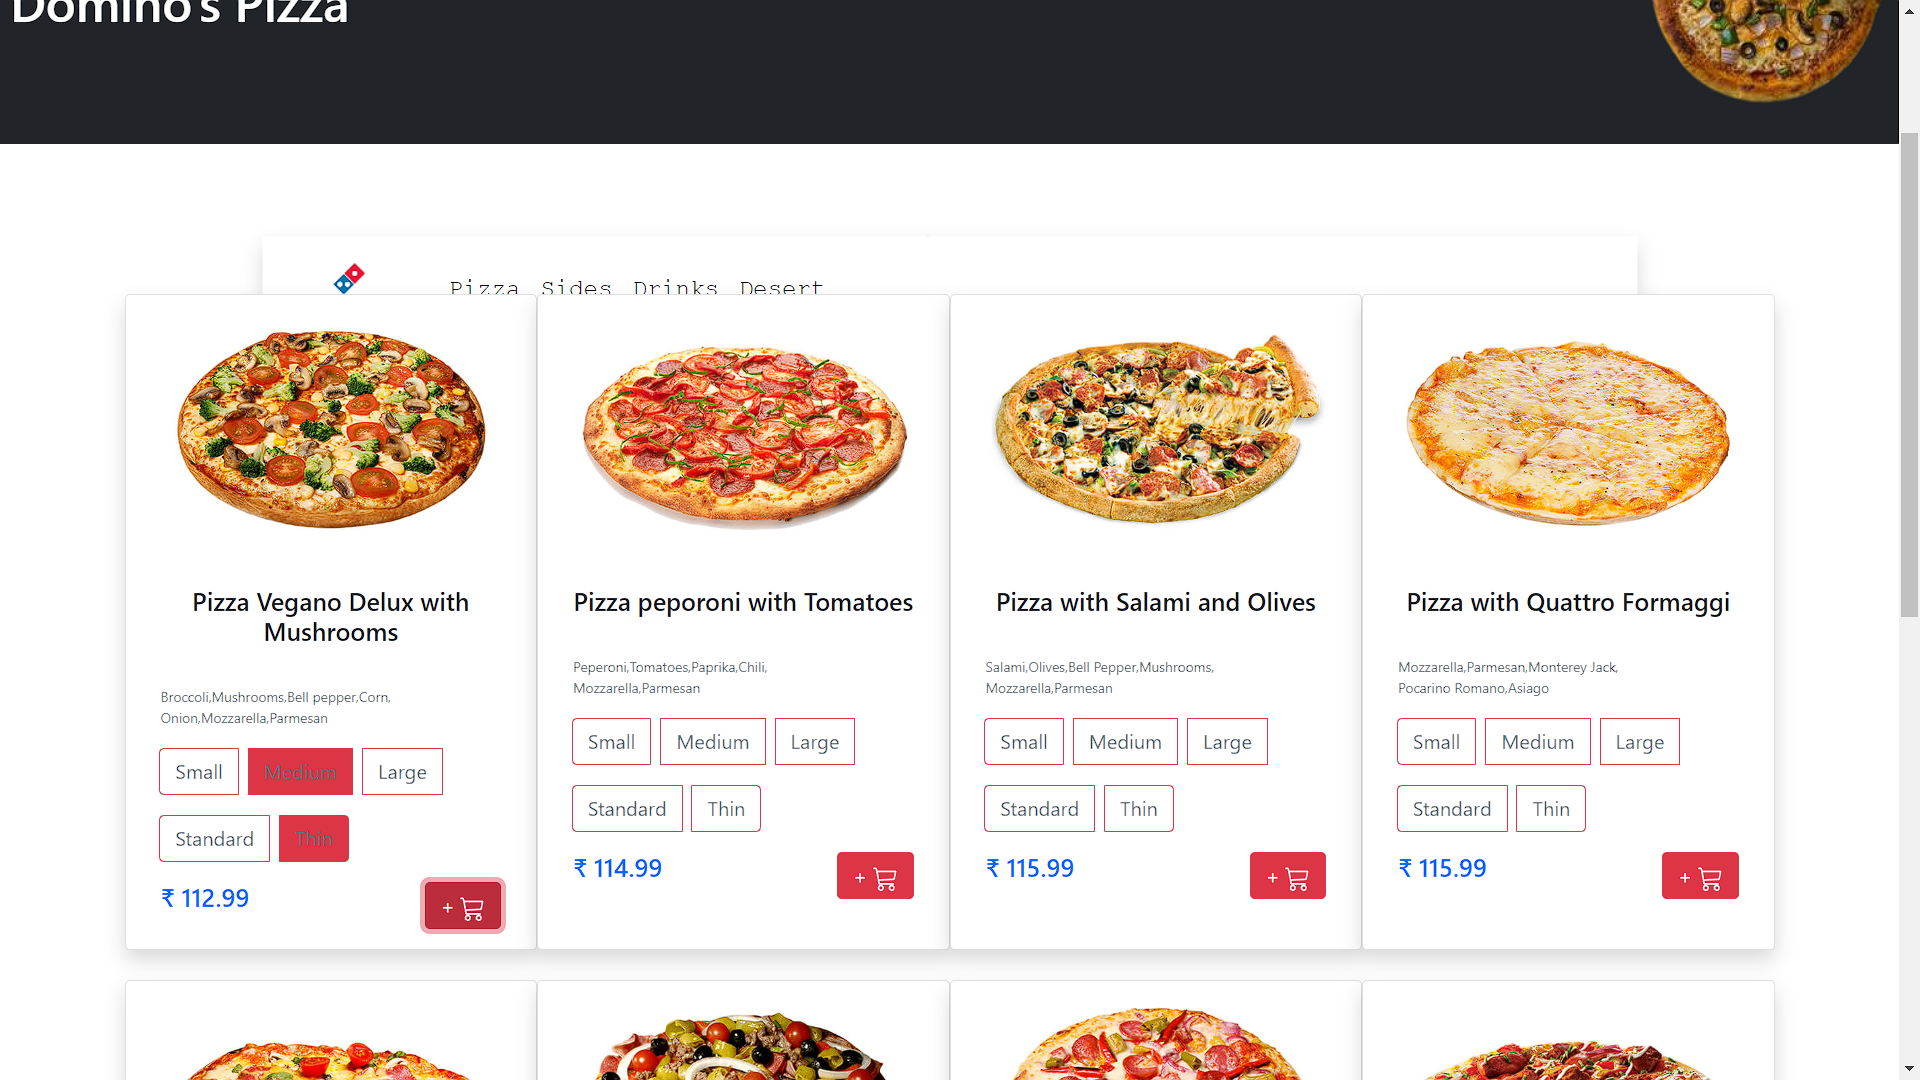 Domino's Pizza
Pizza Sides Drinks Desert
Pizza Vegano Delux with
Mushrooms
Broccoli,Mushrooms,Bell pepper,Corn,
Onion,Mozzarella,Parmesan
Small Medium Large
Standard Thin
₹ 112.99
+
Pizza peporoni with Tomatoes
Peperoni,Tomatoes,Paprika,Chili,
Mozzarella,Parmesan
Small Medium Large
Standard Thin
₹ 114.99
+
Pizza with Salami and Olives
Salami,Olives,Bell Pepper,Mushrooms,
Mozzarella,Parmesan
Small Medium Large
Standard Thin
₹ 115.99
+
Pizza with Quattro Formaggi
Mozzarella,Parmesan,Monterey Jack,
Pocarino Romano,Asiago
Small Medium Large
Standard Thin
₹ 115.99
+